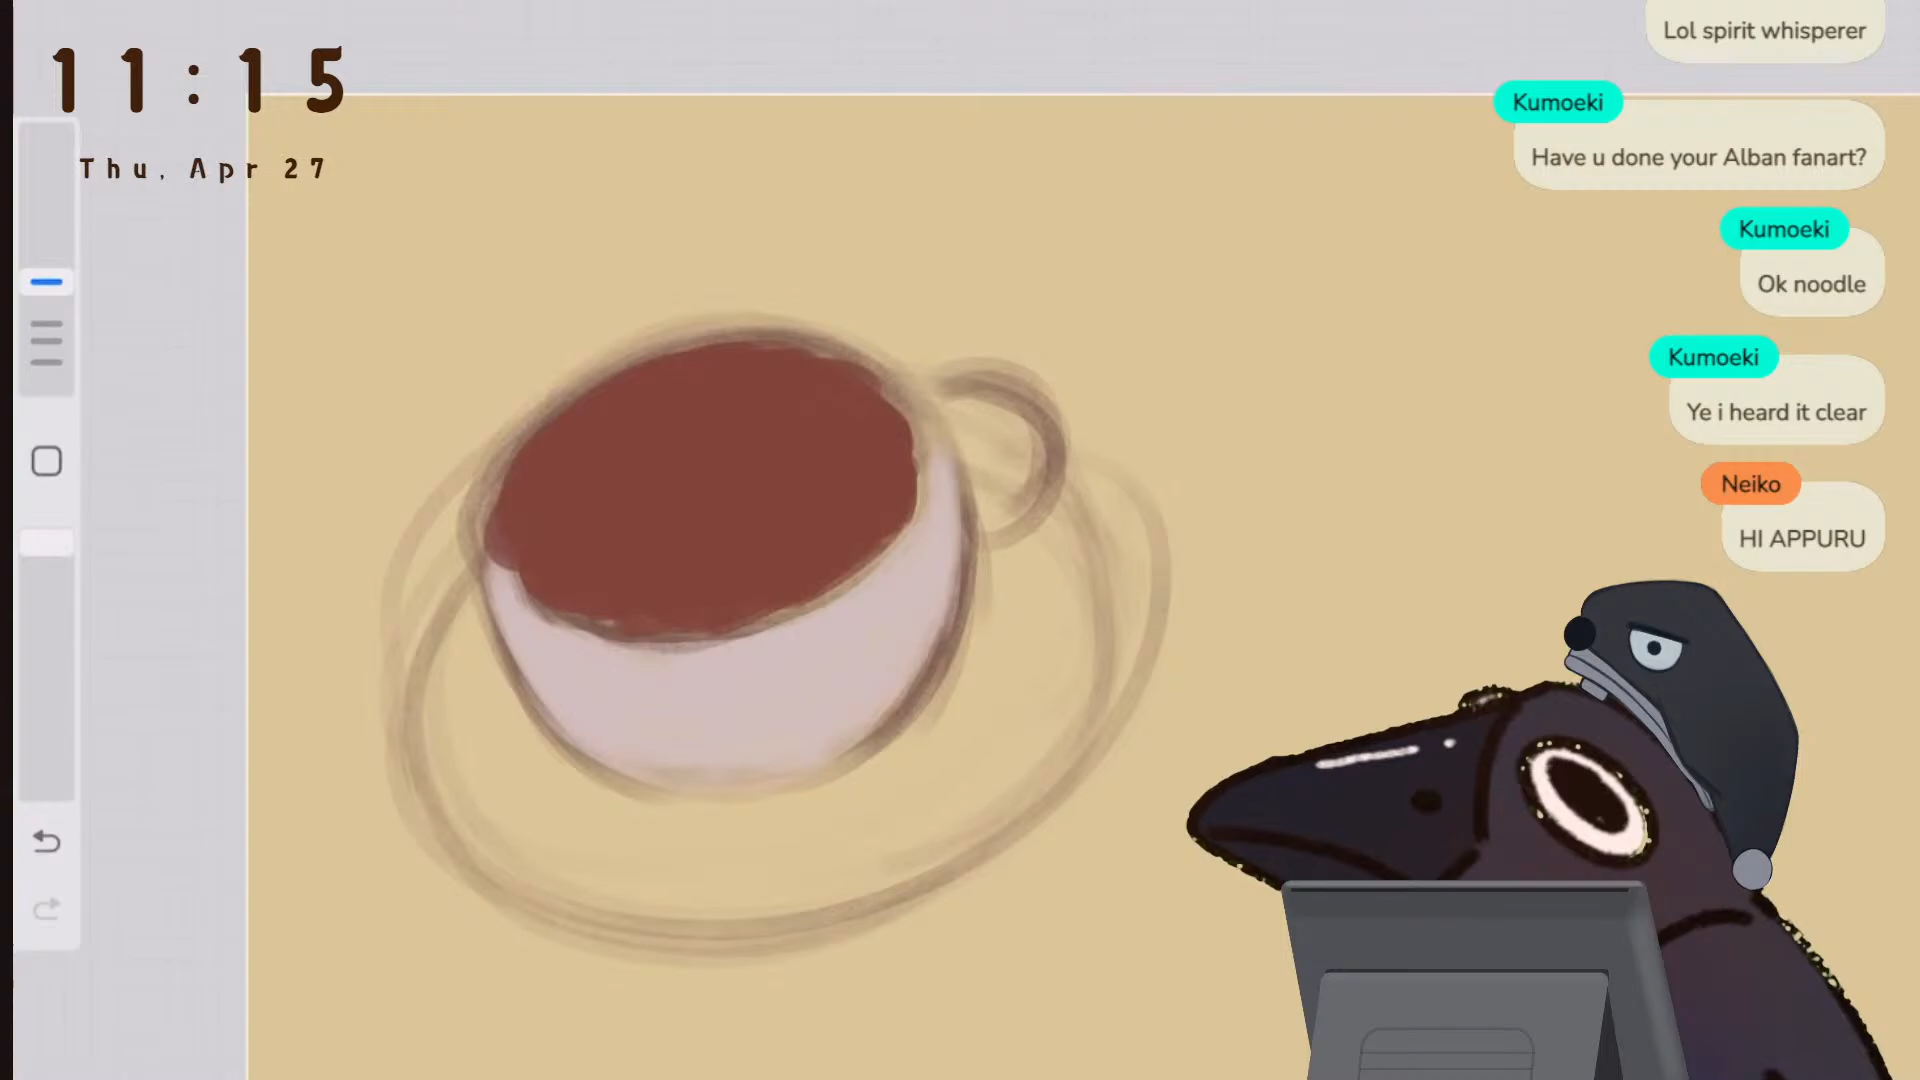 11:15
Thu, Apr 27
Lol spirit whisperer
Kumoeki
Have u done your Alban fanart?
Kumoeki
Ok noodle
Kumoeki
Ye i heard it clear
Neiko
HI APPURU